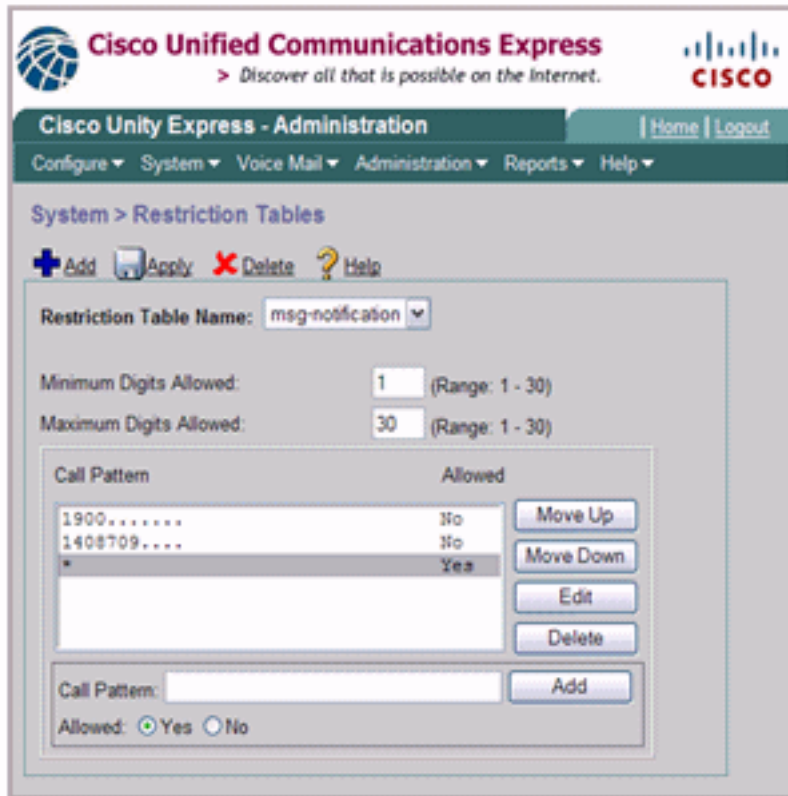 Cisco Unified Communications Express
> Discover all that is possible on the Internet.
CISCO
Cisco Unity Express - Administration
| Home | Logout
Configure System Voice Mail Administration Reports Help
System > Restriction Tables
Add Apply Delete Help
Restriction Table Name: msg-notification
Minimum Digits Allowed: 1 (Range: 1 - 30)
Maximum Digits Allowed: 30 (Range: 1 - 30)
Call Pattern Allowed
1900....... No
1408709.... No
* Yes
Move Up
Move Down
Edit
Delete
Call Pattern: Add
Allowed: Yes No